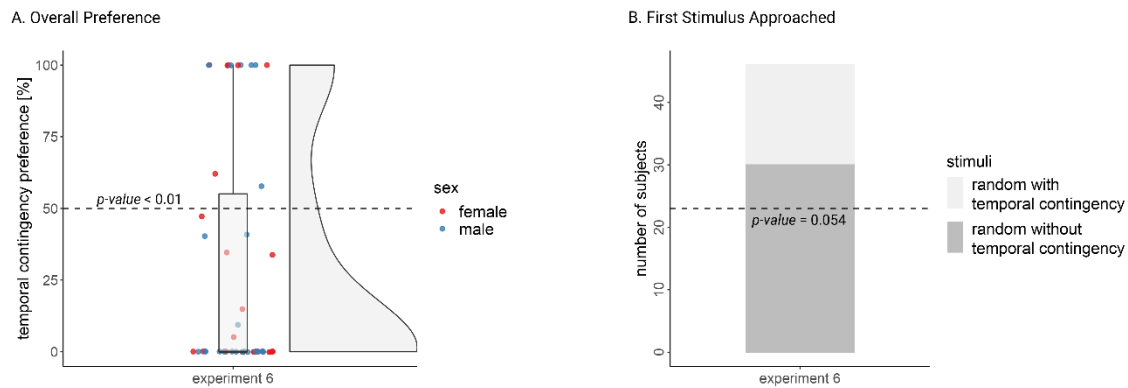 A. Overall Preference
temporal contingency preference [%]
100
75
50
25
0
p-value < 0.01
experiment 6
sex
female
male
B. First Stimulus Approached
number of subjects
40
30
20
10
0
p-value = 0.054
experiment 6
stimuli
random with
temporal contingency
random without
temporal contingency